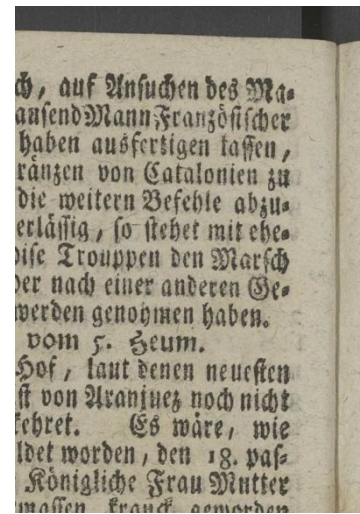 ch, auf Ansuchen des Ma⸗
ausend Mann Französischer
haben ausfertigen lassen,
ränzen von Catalonien zu
die weitern Befehle abzu⸗
erlässig, so stehet mit ehe⸗
Trouppen den Marsch
der nach einer anderen Ge⸗
werden genohmen haben.
vom 5. Heum.
Hof, laut denen neuesten
st von Aranjuez noch nicht
kehret. Es wäre, wie
ldet worden, den 18. pas⸗
Königliche Frau Mutter
massen kranck geworden